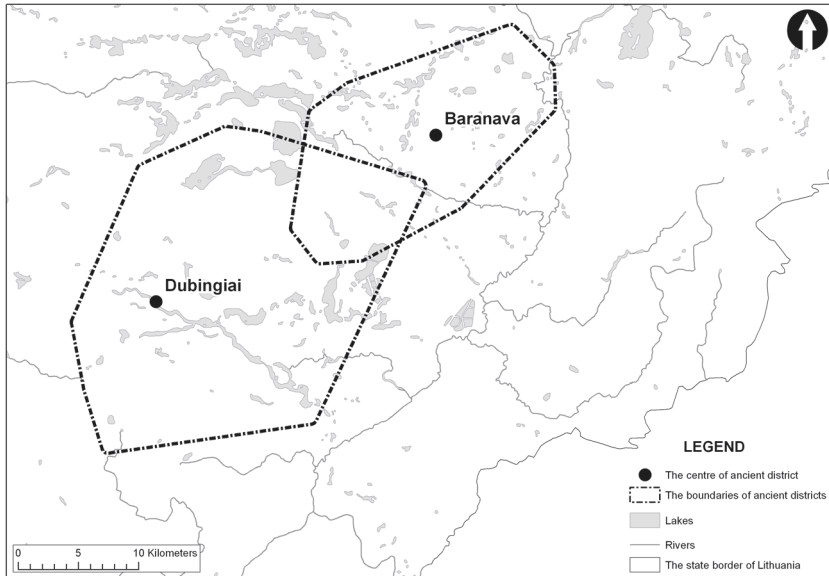 Baranava
Dubingiai
LEGEND
The centre of ancient district
The boundaries of ancient districts
Lakes
Rivers
The state border of Lithuania
0 5 10 Kilometers